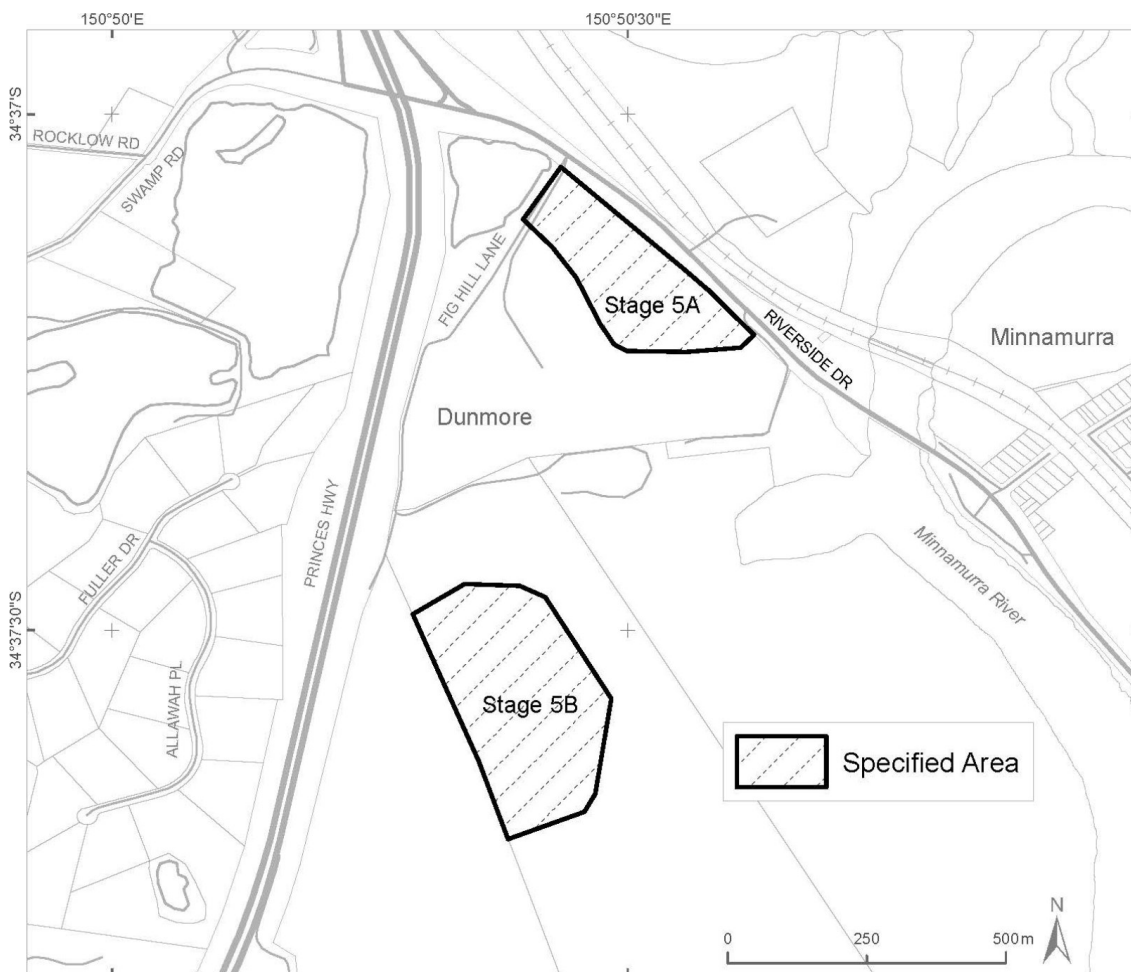 150°50'E
150°50'30"E
34°37'S
ROCKLOW RD
SWAMP RD
FIG HILL LANE
Stage 5A
RIVERSIDE DR
Minnamurra
Dunmore
PRINCES HWY
FULLER DR
Minnamurra River
34°37'30"S
ALLAWAH PL
Stage 5B
Specified Area
N
0 250 500m